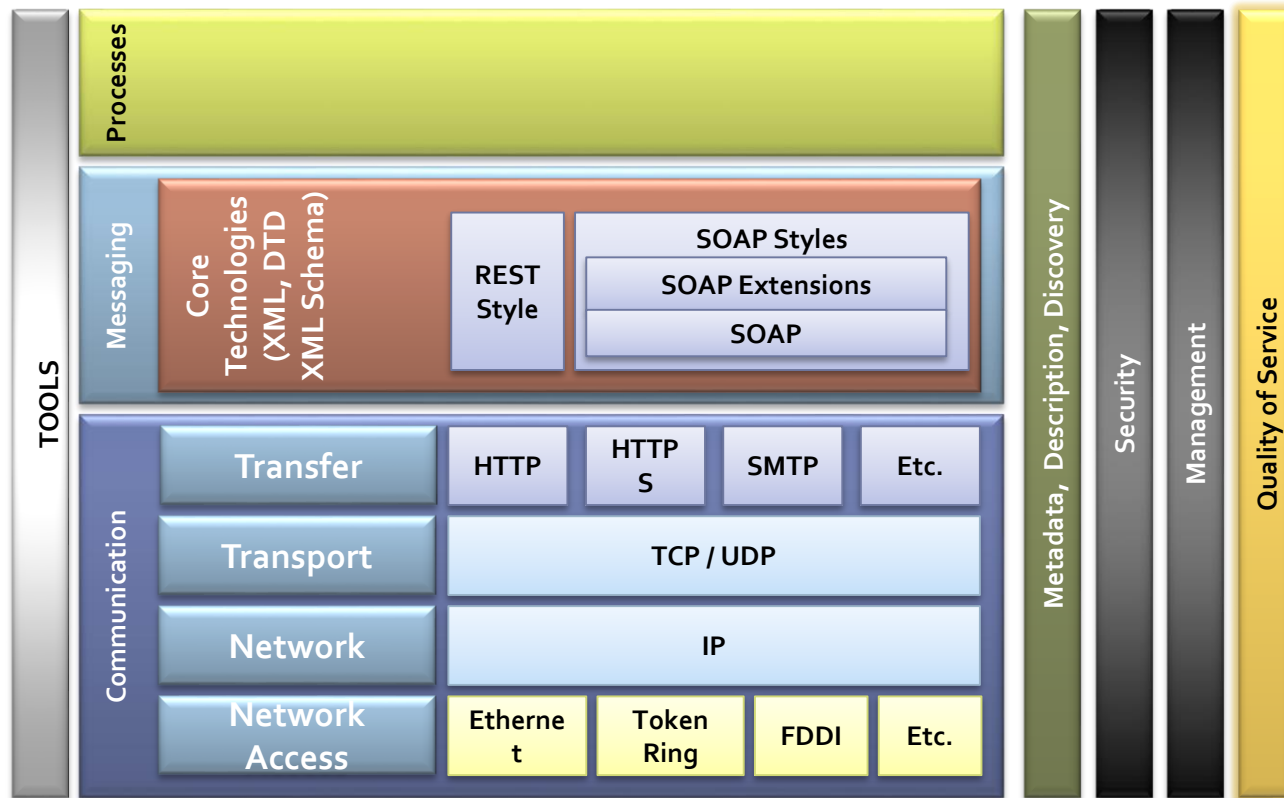 TOOLS
Processes
Messaging
Core
Technologies
(XML, DTD
XML Schema)
REST
Style
SOAP Styles
SOAP Extensions
SOAP
Communication
Transfer
HTTP
HTTP
S
SMTP
Etc.
Transport
TCP / UDP
Network
IP
Network
Access
Etherne
t
Token
Ring
FDDI
Etc.
Metadata, Description, Discovery
Security
Management
Quality of Service